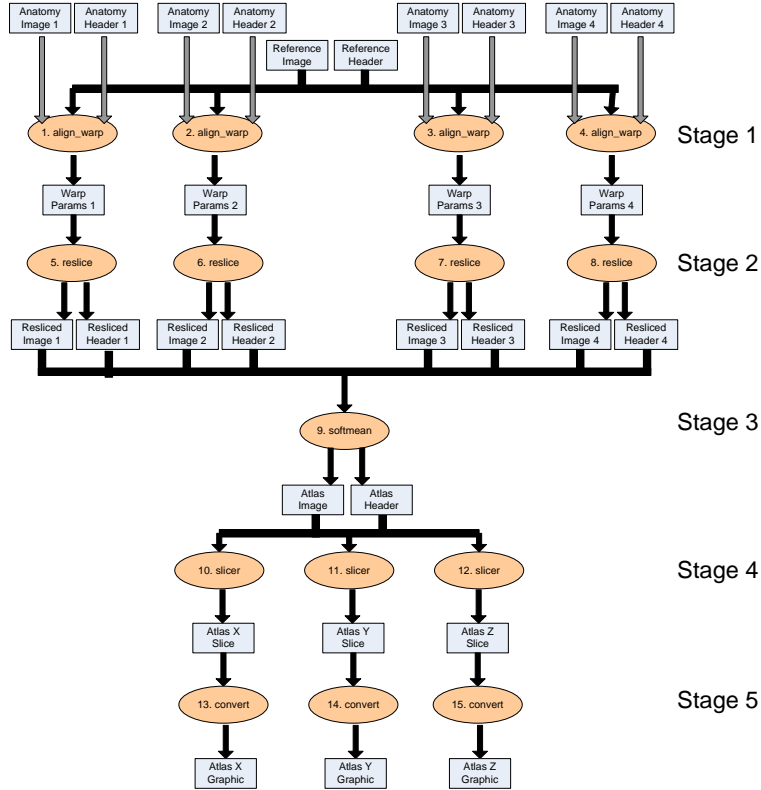 Anatomy
Image 1
Anatomy
Header 1
Anatomy
Image 2
Anatomy
Header 2
Anatomy
Image 3
Anatomy
Header 3
Anatomy
Image 4
Anatomy
Header 4
Reference
Image
Reference
Header
1. align_warp
2. align_warp
3. align_warp
4. align_warp
Stage 1
Warp
Params 1
Warp
Params 2
Warp
Params 3
Warp
Params 4
5. reslice
6. reslice
7. reslice
8. reslice
Stage 2
Resliced
Image 1
Resliced
Header 1
Resliced
Image 2
Resliced
Header 2
Resliced
Image 3
Resliced
Header 3
Resliced
Image 4
Resliced
Header 4
9. softmean
Stage 3
Atlas
Image
Atlas
Header
10. slicer
11. slicer
12. slicer
Stage 4
Atlas X
Slice
Atlas Y
Slice
Atlas Z
Slice
13. convert
14. convert
15. convert
Stage 5
Atlas X
Graphic
Atlas Y
Graphic
Atlas Z
Graphic